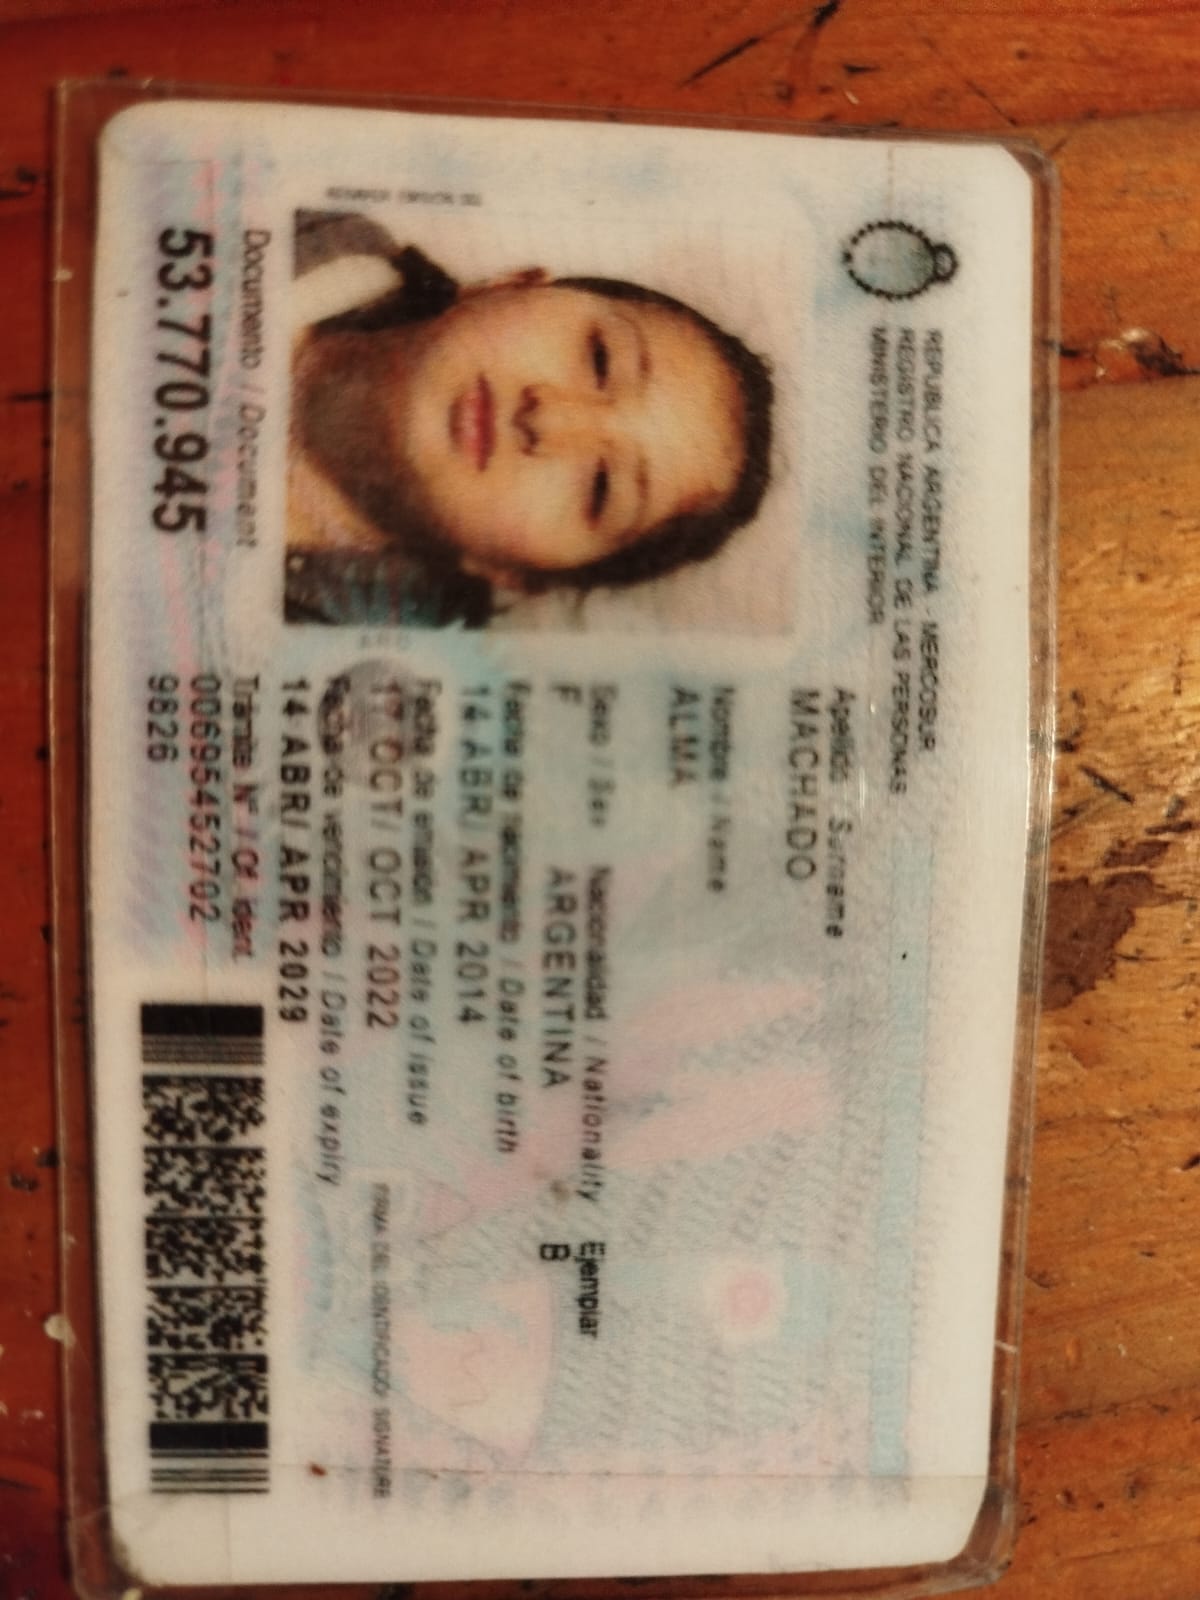 REPUBLICA ARGENTINA - MERCOSUR
REGISTRO NACIONAL DE LAS PERSONAS
MINISTERIO DEL INTERIOR
Apellido / Surname
MACHADO
Nombre / Name
ALMA
Sexo / Sex Nacionalidad / Nationality Ejemplar
F ARGENTINA B
Fecha de nacimiento / Date of birth
14 ABR/ APR 2014
Fecha de emisión / Date of issue
17 OCT/ OCT 2022
Fecha de vencimiento / Date of expiry
14 ABR/ APR 2029
FIRMA DEL IDENTIFICADO/ SIGNATURE
Documento / Document
53.770.945
Trámite N° / Of. ident.
00695452702
9826